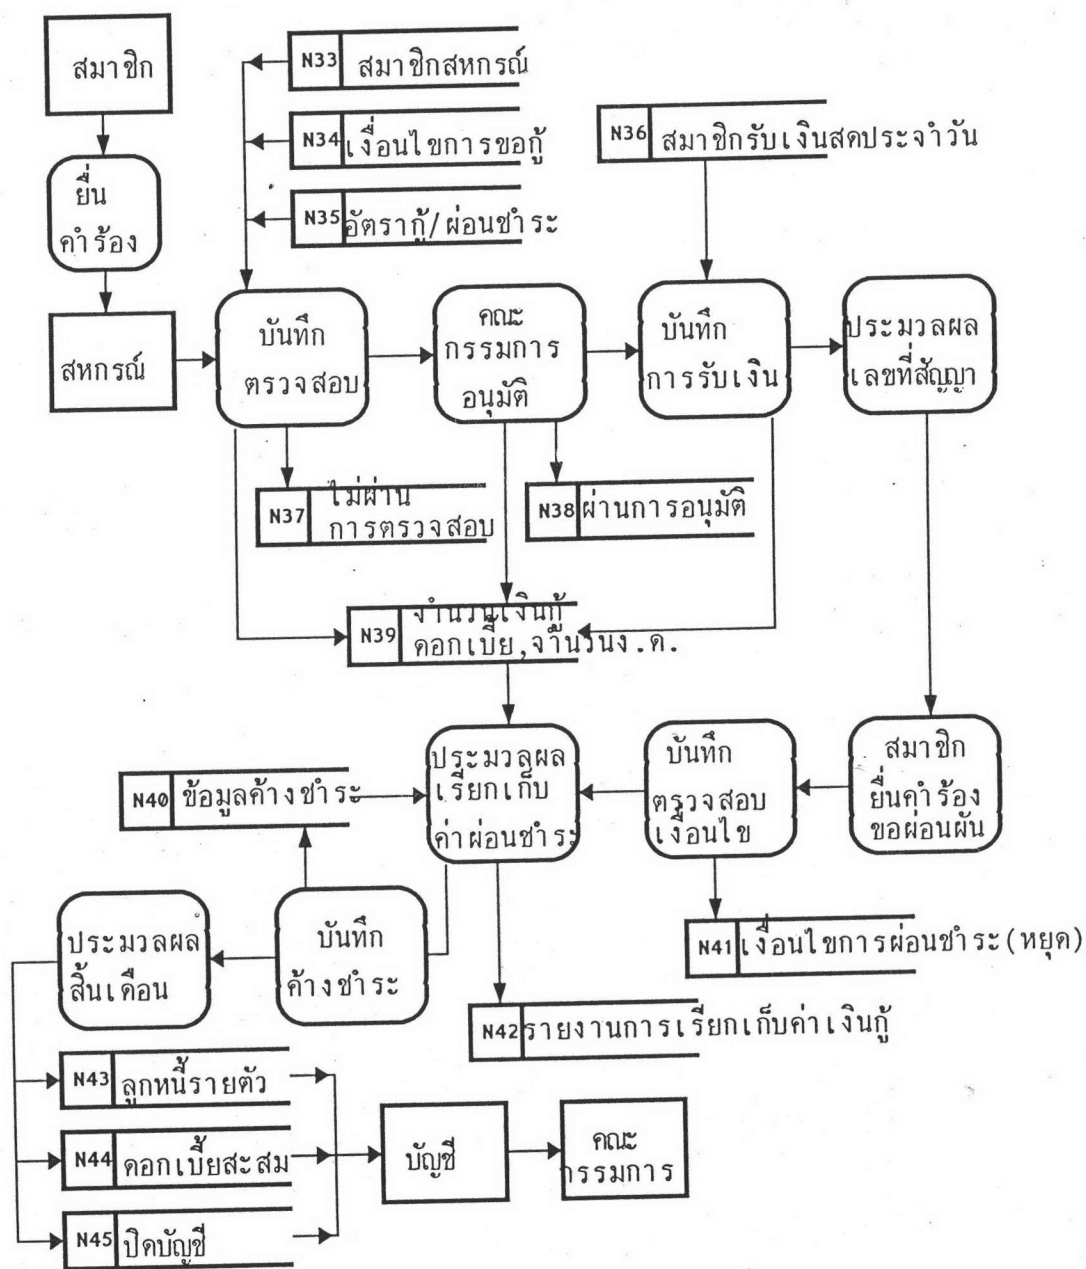 สมาชิก
N33 สมาชิกสหกรณ์
N34 เงื่อนไขการขอกู้
N36 สมาชิกรับเงินสดประจำวัน
N35 อัตรากู้/ผ่อนชำระ
ยื่น
คำร้อง
สหกรณ์
บันทึก
ตรวจสอบ
คณะ
กรรมการ
อนุมัติ
บันทึก
การรับเงิน
ประมวลผล
เลขที่สัญญา
N37 ไม่ผ่าน
การตรวจสอบ
N38 ผ่านการอนุมัติ
N39 จำนวนเงินกู้
ดอกเบี้ย,จำนวนง.ด.
N40 ข้อมูลค้างชำระ
ประมวลผล
เรียกเก็บ
ค่าผ่อนชำระ
บันทึก
ตรวจสอบ
เงื่อนไข
สมาชิก
ยื่นคำร้อง
ขอผ่อนผัน
ประมวลผล
สิ้นเดือน
บันทึก
ค้างชำระ
N41 เงื่อนไขการผ่อนชำระ(หยุด)
N42 รายงานการเรียกเก็บค่าเงินกู้
N43 ลูกหนี้รายตัว
N44 ดอกเบี้ยสะสม
N45 ปิดบัญชี
บัญชี
คณะ
กรรมการ